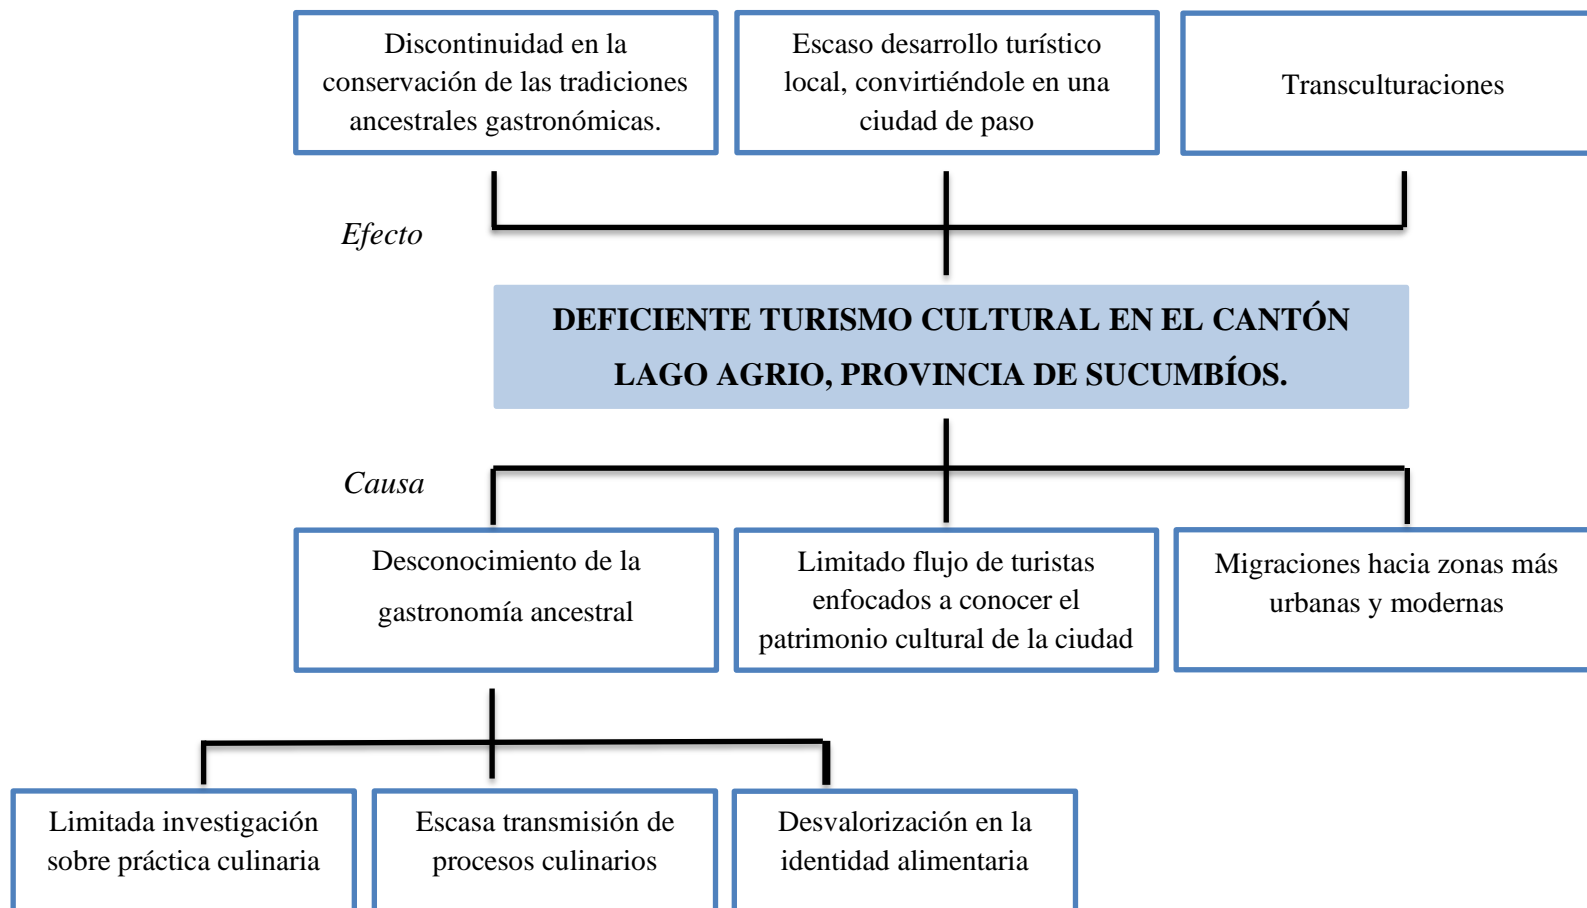 Discontinuidad en la
conservación de las tradiciones
ancestrales gastronómicas.
Escaso desarrollo turístico
local, convirtiéndole en una
ciudad de paso
Transculturaciones
Efecto
DEFICIENTE TURISMO CULTURAL EN EL CANTÓN
LAGO AGRIO, PROVINCIA DE SUCUMBÍOS.
Causa
Desconocimiento de la
gastronomía ancestral
Limitado flujo de turistas
enfocados a conocer el
patrimonio cultural de la ciudad
Migraciones hacia zonas más
urbanas y modernas
Limitada investigación
sobre práctica culinaria
Escasa transmisión de
procesos culinarios
Desvalorización en la
identidad alimentaria